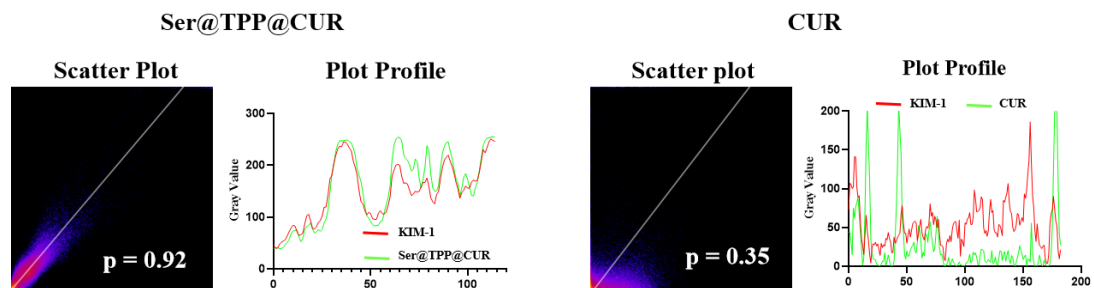 Ser@TPP@CUR
Scatter Plot
Plot Profile
p = 0.92
Gray Value
300
200
100
0
0
50
100
KIM-1
Ser@TPP@CUR
CUR
Scatter plot
Plot Profile
p = 0.35
KIM-1
CUR
Gray Value
200
150
100
50
0
0
50
100
150
200